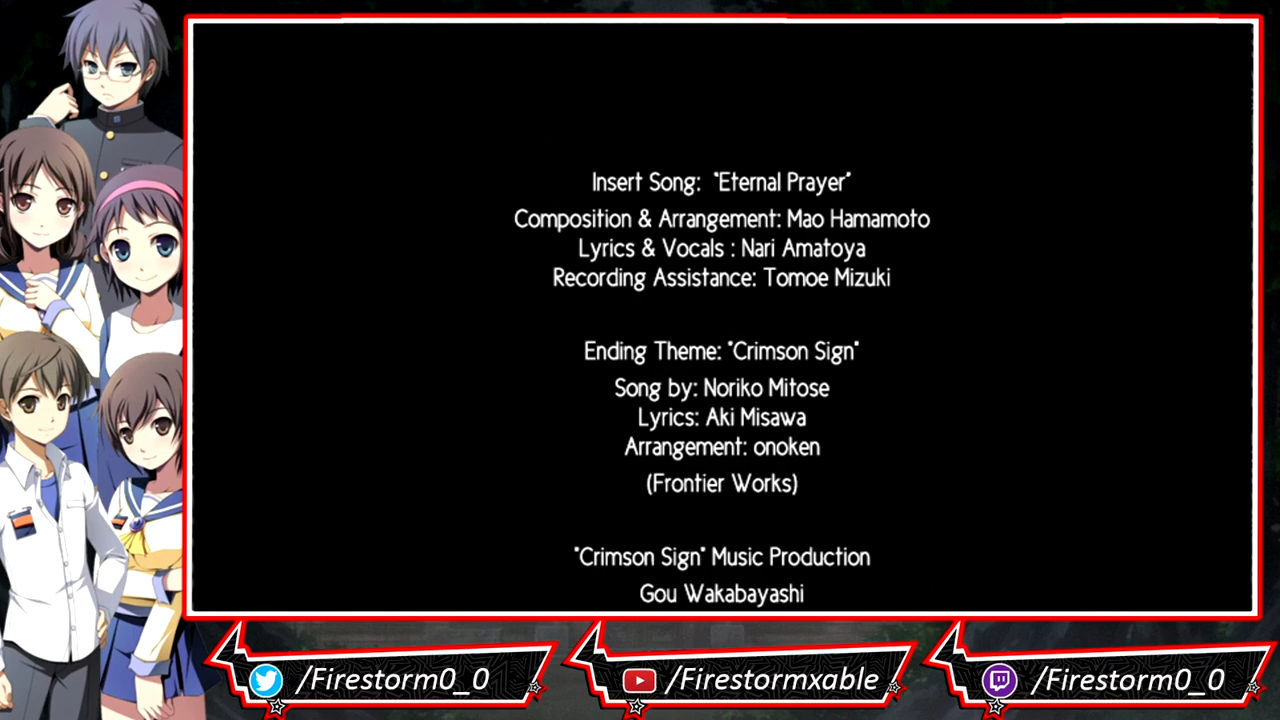 Insert Song: "Eternal Prayer"
Composition & Arrangement: Mao Hamamoto
Lyrics & Vocals : Nari Amatoya
Recording Assistance: Tomoe Mizuki
Ending Theme: "Crimson Sign"
Song by: Noriko Mitose
Lyrics: Aki Misawa
Arrangement: onoken
(Frontier Works)
"Crimson Sign" Music Production
Gou Wakabayashi
/Firestorm0_0
/Firestormxable
/Firestorm0_0